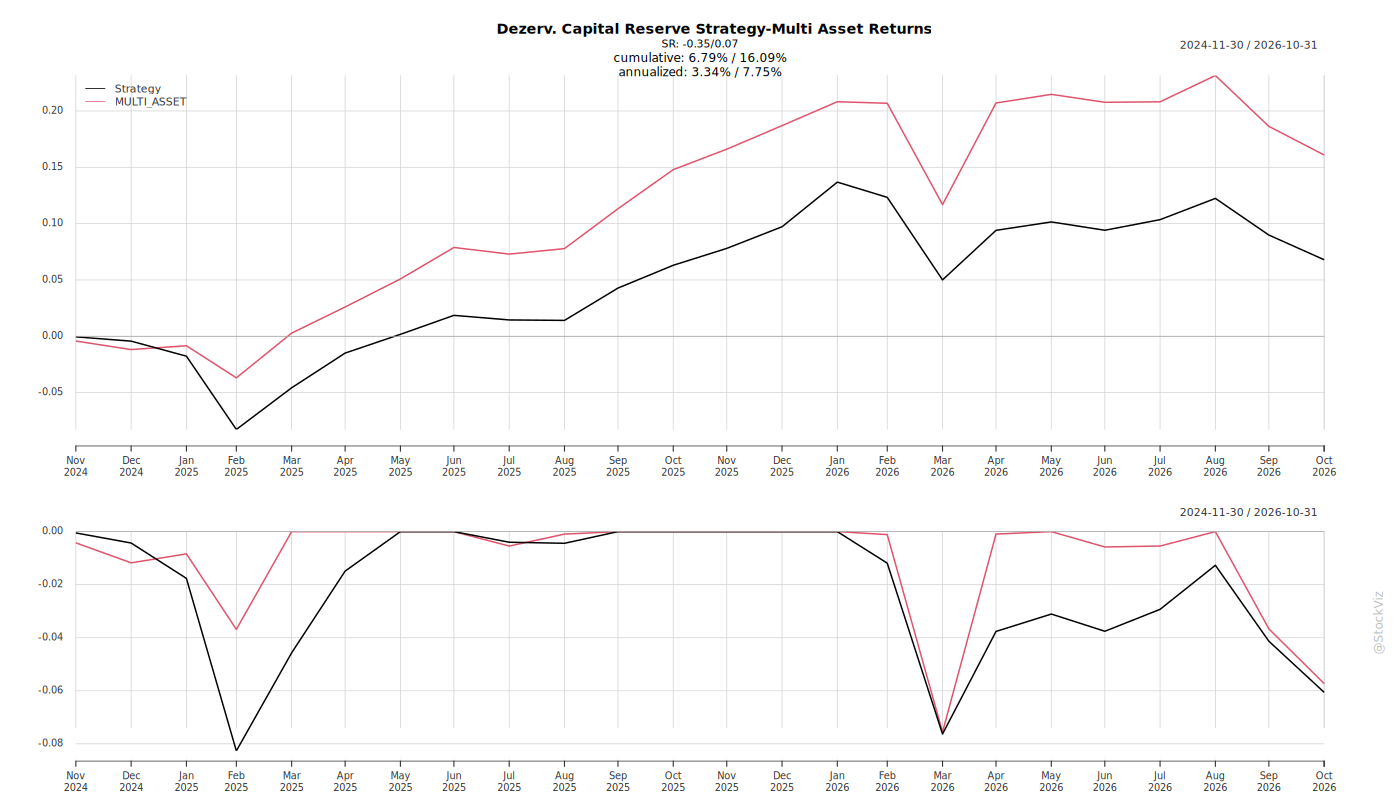 Dezerv. Capital Reserve Strategy-Multi Asset Returns
SR: -0.35/0.07
cumulative: 6.79% / 16.09%
annualized: 3.34% / 7.75%
2024-11-30 / 2026-10-31
Strategy
MULTI_ASSET
0.20
0.15
0.10
0.05
0.00
-0.05
Nov Dec Jan Feb Mar Apr May Jun Jul Aug Sep Oct Nov Dec Jan Feb Mar Apr May Jun Jul Aug Sep Oct
2024 2024 2025 2025 2025 2025 2025 2025 2025 2025 2025 2025 2025 2025 2026 2026 2026 2026 2026 2026 2026 2026 2026 2026
2024-11-30 / 2026-10-31
0.00
-0.02
-0.04
-0.06
-0.08
Nov Dec Jan Feb Mar Apr May Jun Jul Aug Sep Oct Nov Dec Jan Feb Mar Apr May Jun Jul Aug Sep Oct
2024 2024 2025 2025 2025 2025 2025 2025 2025 2025 2025 2025 2025 2025 2026 2026 2026 2026 2026 2026 2026 2026 2026 2026
@StockViz